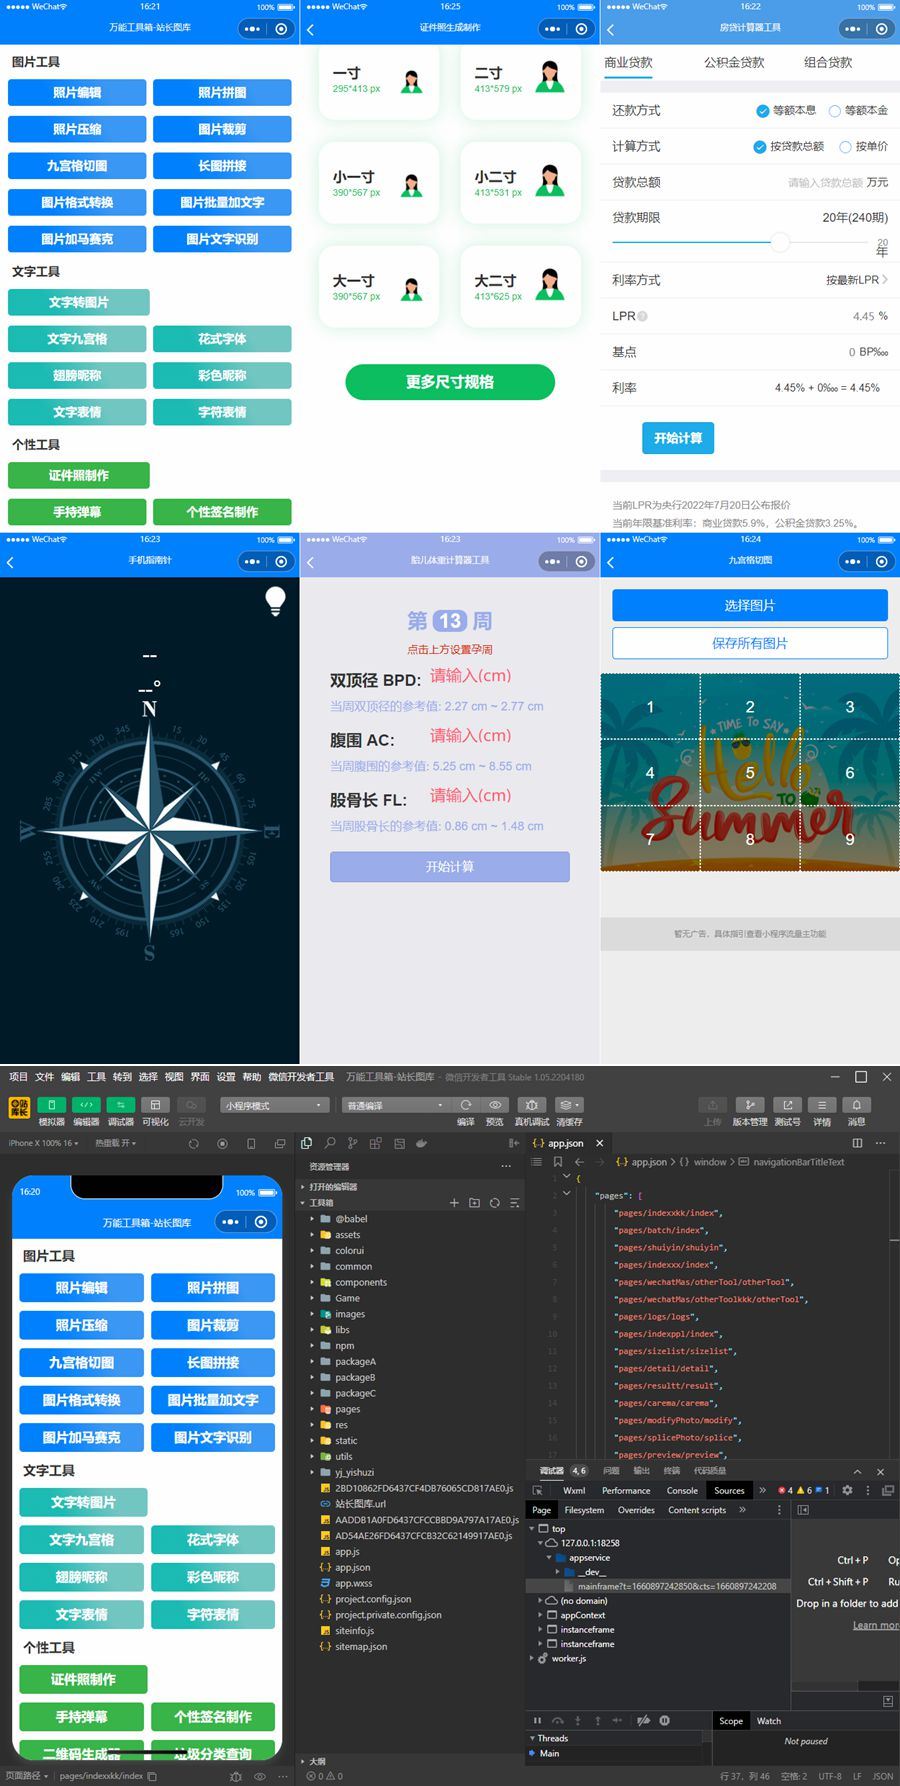 WeChat 16:21 100%
万能工具箱-站长图库
图片工具
照片编辑 照片拼图
照片压缩 图片裁剪
九宫格切图 长图拼接
图片格式转换 图片批量加文字
图片加马赛克 图片文字识别
文字工具
文字转图片
文字九宫格 花式字体
翅膀昵称 彩色昵称
文字表情 字符表情
个性工具
证件照制作
手持弹幕 个性签名制作
WeChat 16:25 100%
证件照生成制作
一寸
295*413 px
二寸
413*579 px
小一寸
390*567 px
小二寸
413*531 px
大一寸
390*567 px
大二寸
413*625 px
更多尺寸规格
WeChat 16:22 100%
房贷计算器工具
商业贷款 公积金贷款 组合贷款
还款方式 等额本息 等额本金
计算方式 按贷款总额 按单价
贷款总额 请输入贷款总额 万元
贷款期限 20年(240期)
20
年
利率方式 按最新LPR
LPR 4.45 %
基点 0 BP‱
利率 4.45% + 0‱ = 4.45%
开始计算
当前LPR为央行2022年7月20日公布报价
当前年限基准利率：商业贷款5.9%，公积金贷款3.25%。
WeChat 16:23 100%
手机指南针
--
--°
N
W E
S
WeChat 16:23 100%
胎儿体重计算器工具
第 13 周
点击上方设置孕周
双顶径 BPD: 请输入(cm)
当周双顶径的参考值: 2.27 cm ~ 2.77 cm
腹围 AC: 请输入(cm)
当周腹围的参考值: 5.25 cm ~ 8.55 cm
股骨长 FL: 请输入(cm)
当周股骨长的参考值: 0.86 cm ~ 1.48 cm
开始计算
WeChat 16:24 100%
九宫格切图
选择图片
保存所有图片
1 2 3
TIME TO SAY
Hello
4 5 6
TO
Summer
7 8 9
暂无广告，具体指引查看小程序流量主功能
项目 文件 编辑 工具 转到 选择 视图 界面 设置 帮助 微信开发者工具 万能工具箱-站长图库 - 微信开发者工具 Stable 1.05.2204180
模拟器 编辑器 调试器 可视化 云开发
小程序模式 普通编译
编译 预览 真机调试 清缓存
上传 版本管理 测试号 详情 消息
iPhone X 100% 16 热重载 开
16:20 100%
万能工具箱-站长图库
图片工具
照片编辑 照片拼图
照片压缩 图片裁剪
九宫格切图 长图拼接
图片格式转换 图片批量加文字
图片加马赛克 图片文字识别
文字工具
文字转图片
文字九宫格 花式字体
翅膀昵称 彩色昵称
文字表情 字符表情
个性工具
证件照制作
手持弹幕 个性签名制作
二维码生成器 垃圾分类查询
页面路径 pages/indexxkk/index
资源管理器
打开的编辑器
工具箱
@babel
assets
colorui
common
components
Game
images
libs
npm
packageA
packageB
packageC
pages
res
static
utils
yj_yishuzi
2BD10862FD6437CF4DB76065CD817AE0.js
站长图库.url
AADDB1A0FD6437CFCCBBD9A797A17AE0.js
AD54AE26FD6437CFCB32C62149917AE0.js
app.js
app.json
app.wxss
project.config.json
project.private.config.json
siteinfo.js
sitemap.json
大纲
0 0
app.json
app.json > window > navigationBarTitleText
1 {
2 "pages": [
3 "pages/indexxkk/index",
4 "pages/batch/index",
5 "pages/shuiyin/shuiyin",
6 "pages/indexxx/index",
7 "pages/wechatMas/otherTool/otherTool",
8 "pages/wechatMas/otherToolkkk/otherTool",
9 "pages/logs/logs",
10 "pages/indexppl/index",
11 "pages/sizelist/sizelist",
12 "pages/detail/detail",
13 "pages/resultt/result",
14 "pages/carema/carema",
15 "pages/modifyPhoto/modify",
16 "pages/splicePhoto/splice",
17 "pages/preview/preview",
调试器 4, 6 问题 输出 终端 代码质量
Wxml Performance Console Sources 4 6 1
Page Filesystem Overrides Content scripts
top
127.0.0.1:18258
appservice
__dev__
mainframe?t=1660897242850&cts=1660897242208
(no domain)
appContext
instanceframe
instanceframe
worker.js
Ctrl + P Op
Ctrl + Shift + P Ru
Drop in a folder to add
Learn mor
Scope Watch
Threads
Main
Not paused
行 37，列 46 空格: 2 UTF-8 LF JSON